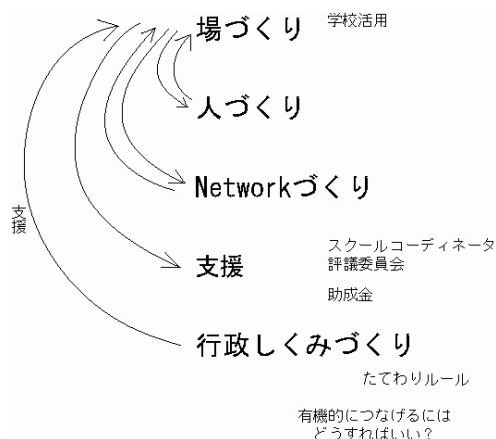 場づくり
学校活用
人づくり
Networkづくり
支援
支援
スクールコーディネータ
評議委員会
助成金
行政しくみづくり
たてわりルール
有機的につなげるには
どうすればいい？